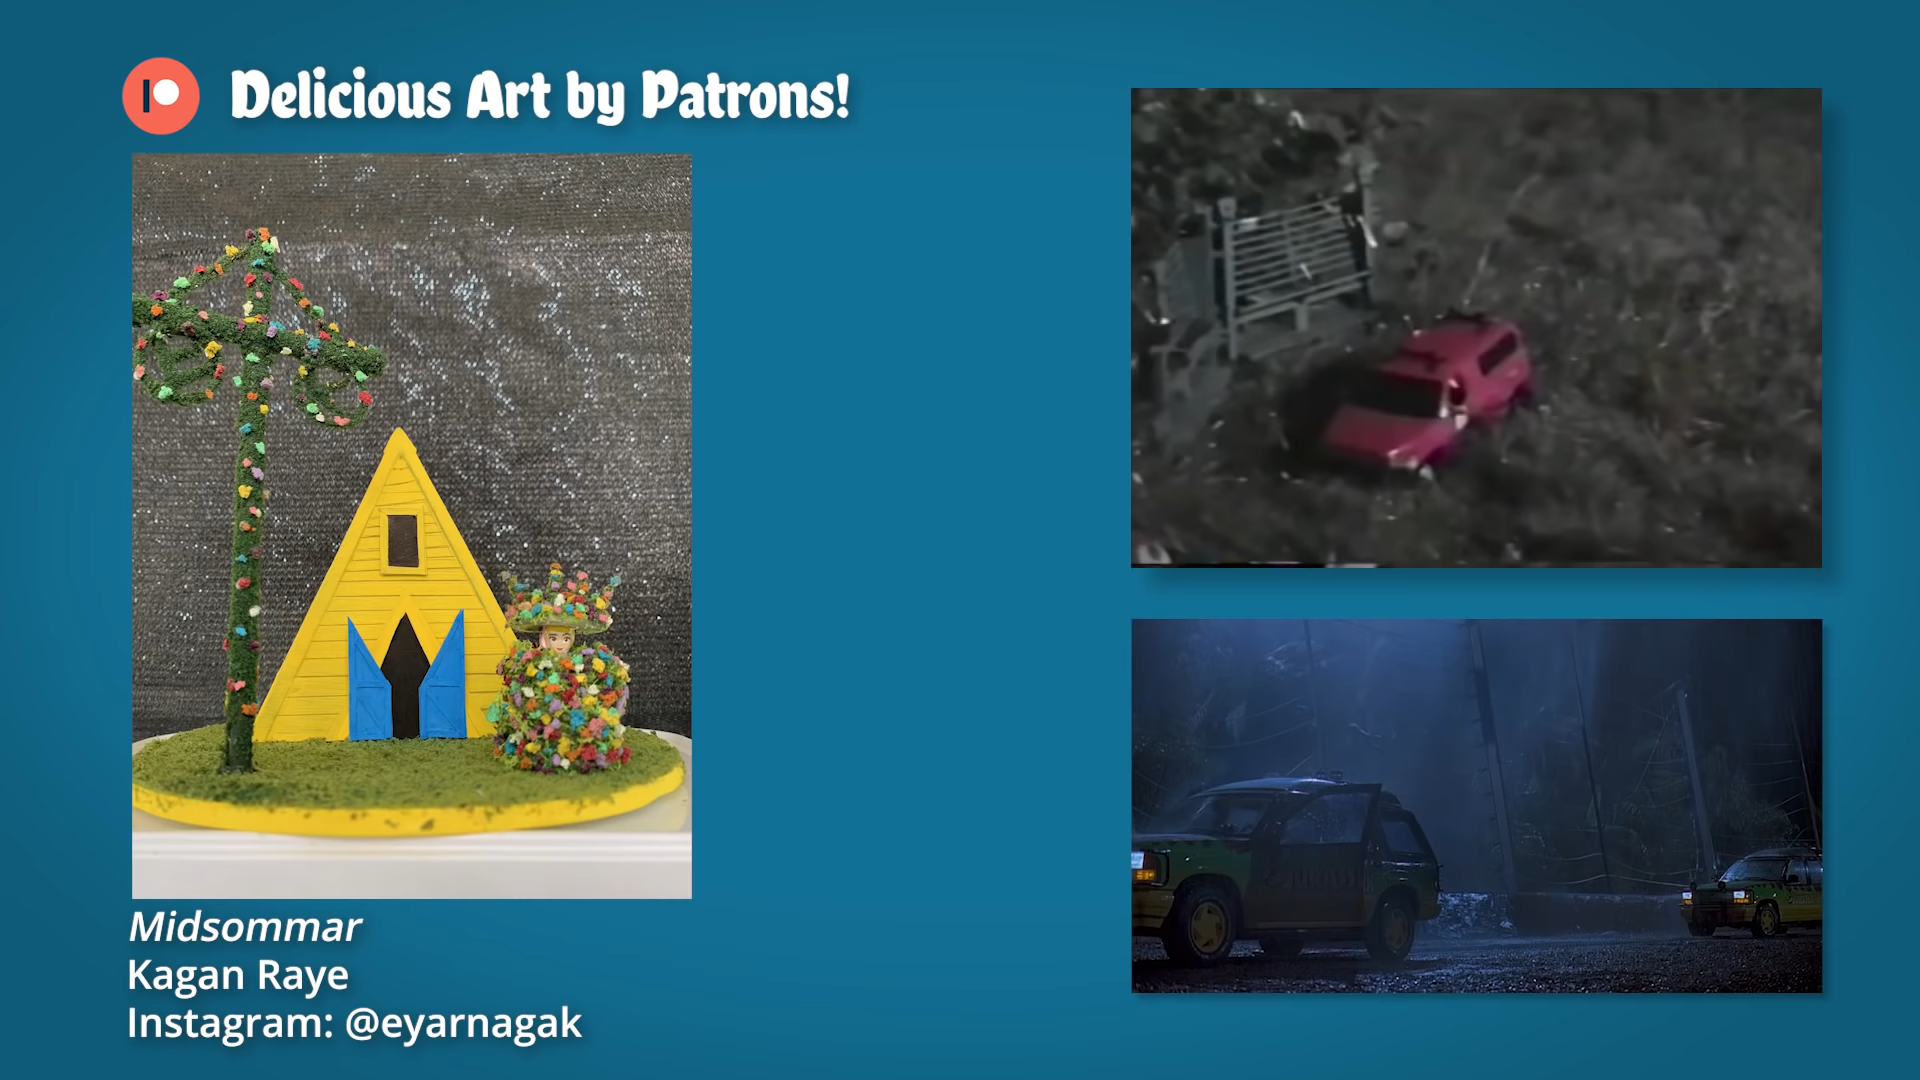 Delicious Art by Patrons!
Midsommar
Kagan Raye
Instagram: @eyarnagak